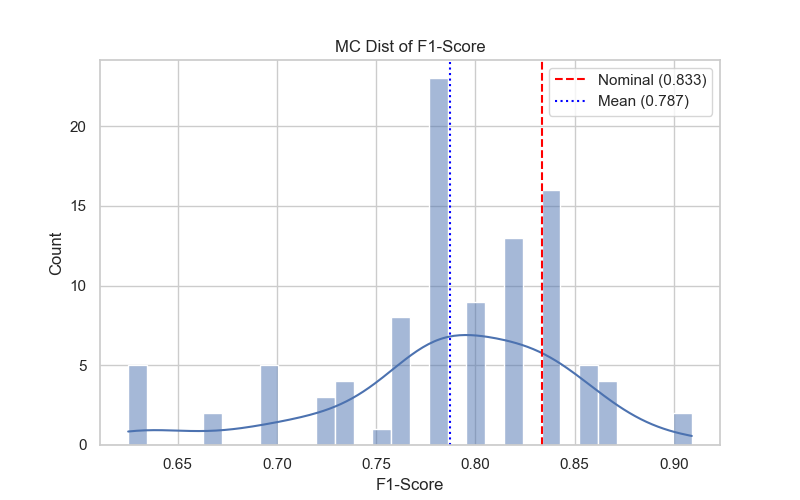 MC Dist of F1-Score
Nominal (0.833)
Mean (0.787)
Count
20
15
10
5
0
0.65 0.70 0.75 0.80 0.85 0.90
F1-Score